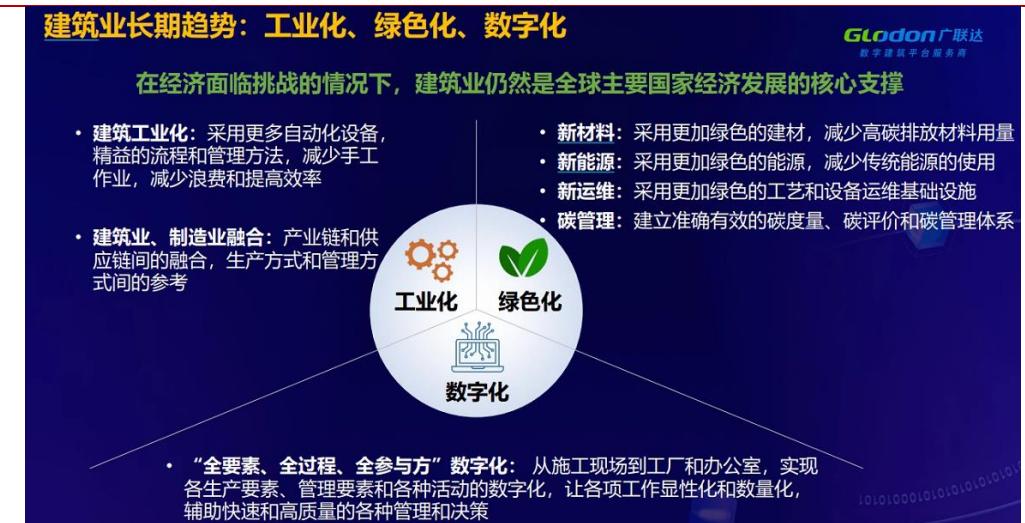 建筑业长期趋势：工业化、绿色化、数字化
GLodon广联达
数字建筑平台服务商
在经济面临挑战的情况下，建筑业仍然是全球主要国家经济发展的核心支撑
• 建筑工业化：采用更多自动化设备，
精益的流程和管理方法，减少手工
作业，减少浪费和提高效率
• 建筑业、制造业融合：产业链和供
应链间的融合，生产方式和管理方
式间的参考
• 新材料：采用更加绿色的建材，减少高碳排放材料用量
• 新能源：采用更加绿色的能源，减少传统能源的使用
• 新运维：采用更加绿色的工艺和设备运维基础设施
• 碳管理：建立准确有效的碳度量、碳评价和碳管理体系
工业化
绿色化
数字化
• “全要素、全过程、全参与方”数字化： 从施工现场到工厂和办公室，实现
各生产要素、管理要素和各种活动的数字化，让各项工作显性化和数量化，
辅助快速和高质量的各种管理和决策